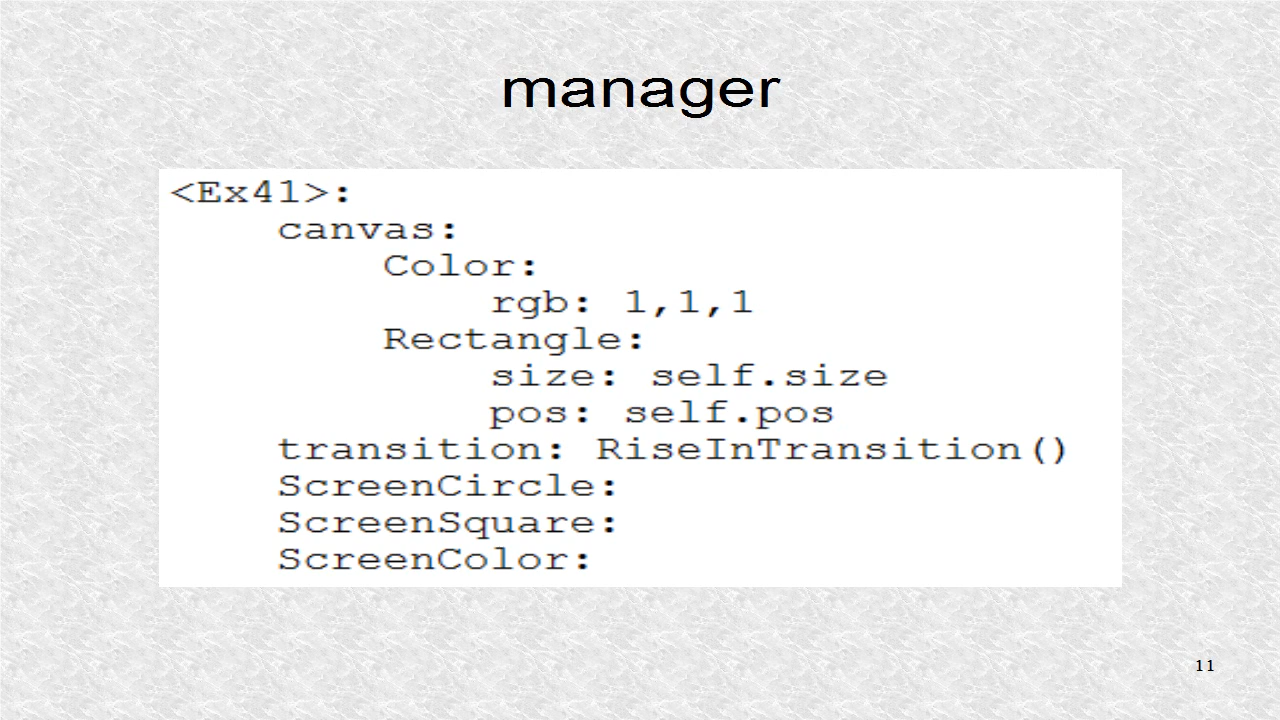 manager
<Ex41>:
    canvas:
        Color:
            rgb: 1,1,1
        Rectangle:
            size: self.size
            pos: self.pos
    transition: RiseInTransition()
    ScreenCircle:
    ScreenSquare:
    ScreenColor:
11